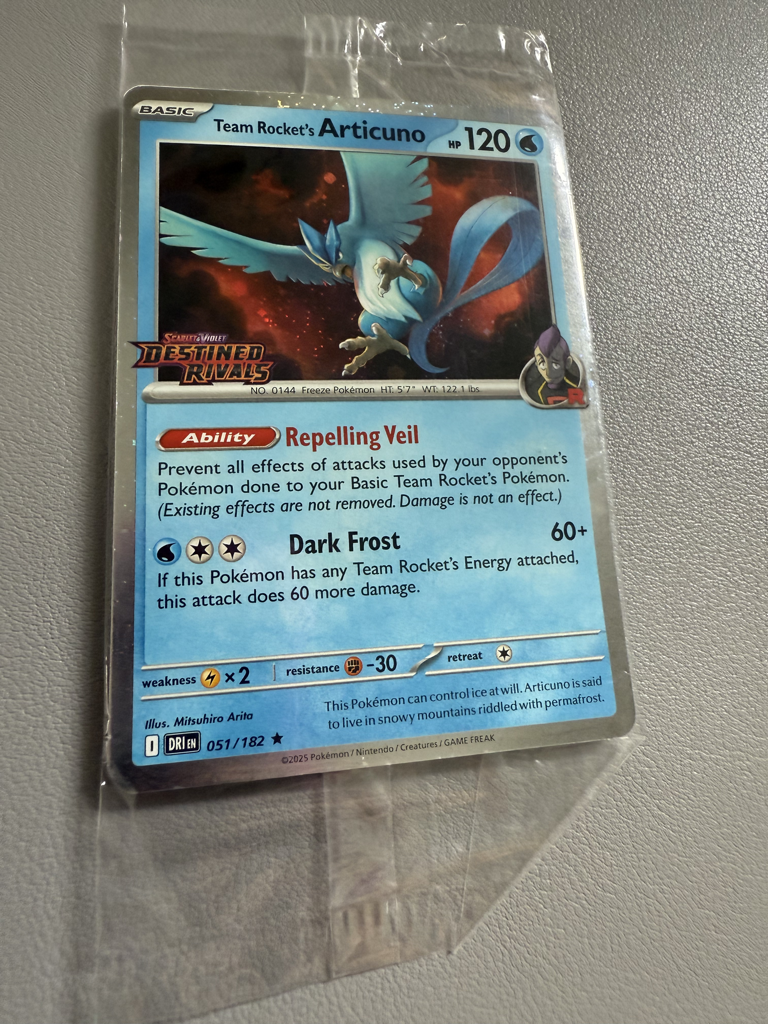 BASIC
Team Rocket's Articuno HP 120
SCARLET & VIOLET
DESTINED
RIVALS
R
NO. 0144 Freeze Pokémon HT: 5'7" WT: 122.1 lbs.
Ability Repelling Veil
Prevent all effects of attacks used by your opponent's
Pokémon done to your Basic Team Rocket's Pokémon.
(Existing effects are not removed. Damage is not an effect.)
Dark Frost 60+
If this Pokémon has any Team Rocket's Energy attached,
this attack does 60 more damage.
weakness ×2 resistance -30 retreat
Illus. Mitsuhiro Arita
This Pokémon can control ice at will. Articuno is said
to live in snowy mountains riddled with permafrost.
I DRI EN 051/182 ★
©2025 Pokémon / Nintendo / Creatures / GAME FREAK